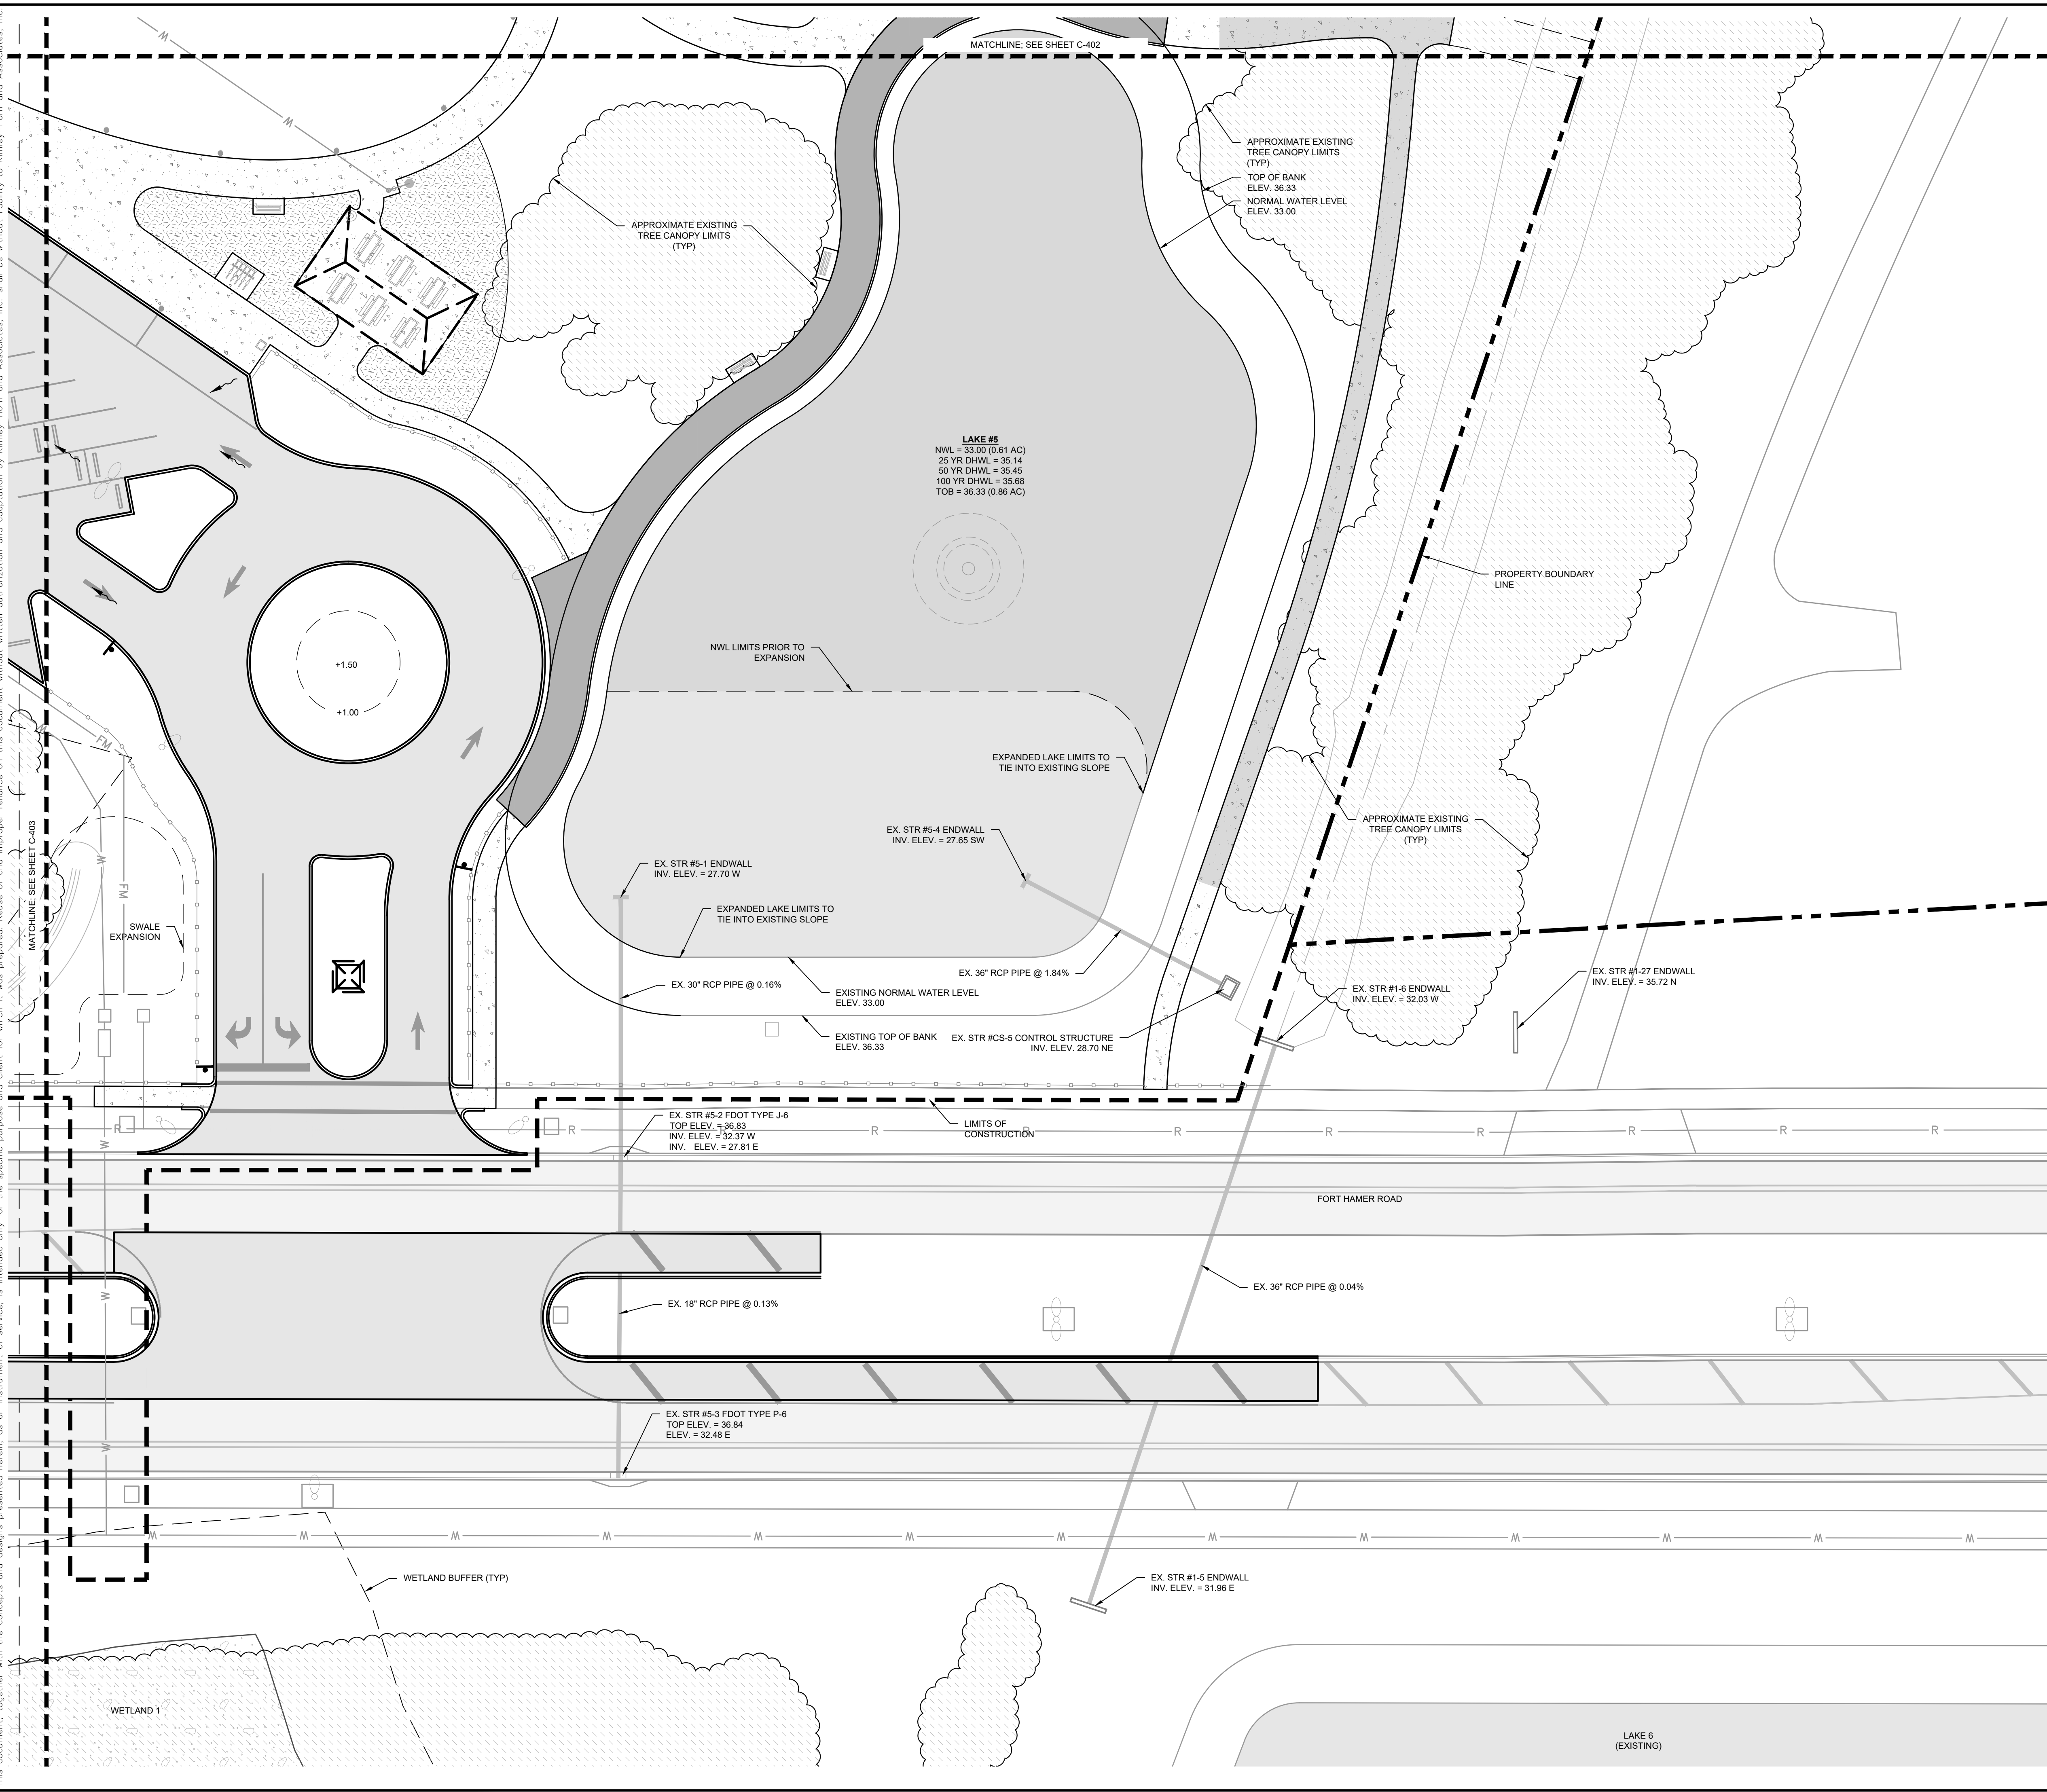 MATCHLINE; SEE SHEET C-402
APPROXIMATE EXISTING
TREE CANOPY LIMITS
(TYP)
TOP OF BANK
ELEV. 36.33
NORMAL WATER LEVEL
ELEV. 33.00
APPROXIMATE EXISTING
TREE CANOPY LIMITS
(TYP)
W
W
LAKE #5
NWL = 33.00 (0.61 AC)
25 YR DHWL = 35.14
50 YR DHWL = 35.45
100 YR DHWL = 35.68
TOB = 36.33 (0.86 AC)
PROPERTY BOUNDARY
LINE
NWL LIMITS PRIOR TO
EXPANSION
+1.50
+1.00
FM
EXPANDED LAKE LIMITS TO
TIE INTO EXISTING SLOPE
APPROXIMATE EXISTING
TREE CANOPY LIMITS
(TYP)
EX. STR #5-4 ENDWALL
INV. ELEV. = 27.65 SW
EX. STR #5-1 ENDWALL
INV. ELEV. = 27.70 W
MATCHLINE; SEE SHEET C-403
W
FM
W
EXPANDED LAKE LIMITS TO
TIE INTO EXISTING SLOPE
SWALE
EXPANSION
EX. 36" RCP PIPE @ 1.84%
EX. STR #1-27 ENDWALL
INV. ELEV. = 35.72 N
EX. 30" RCP PIPE @ 0.16%
EXISTING NORMAL WATER LEVEL
ELEV. 33.00
EX. STR #1-6 ENDWALL
INV. ELEV. = 32.03 W
EXISTING TOP OF BANK
ELEV. 36.33
EX. STR #CS-5 CONTROL STRUCTURE
INV. ELEV. 28.70 NE
EX. STR #5-2 FDOT TYPE J-6
TOP ELEV. = 36.83
INV. ELEV. = 32.37 W
INV. ELEV. = 27.81 E
LIMITS OF
CONSTRUCTION
R R R R R R R R R R R
W
FORT HAMER ROAD
EX. 36" RCP PIPE @ 0.04%
W
EX. 18" RCP PIPE @ 0.13%
EX. STR #5-3 FDOT TYPE P-6
TOP ELEV. = 36.84
ELEV. = 32.48 E
W
W W W W W W W W W W W W W
WETLAND BUFFER (TYP)
EX. STR #1-5 ENDWALL
INV. ELEV. = 31.96 E
WETLAND 1
LAKE 6
(EXISTING)